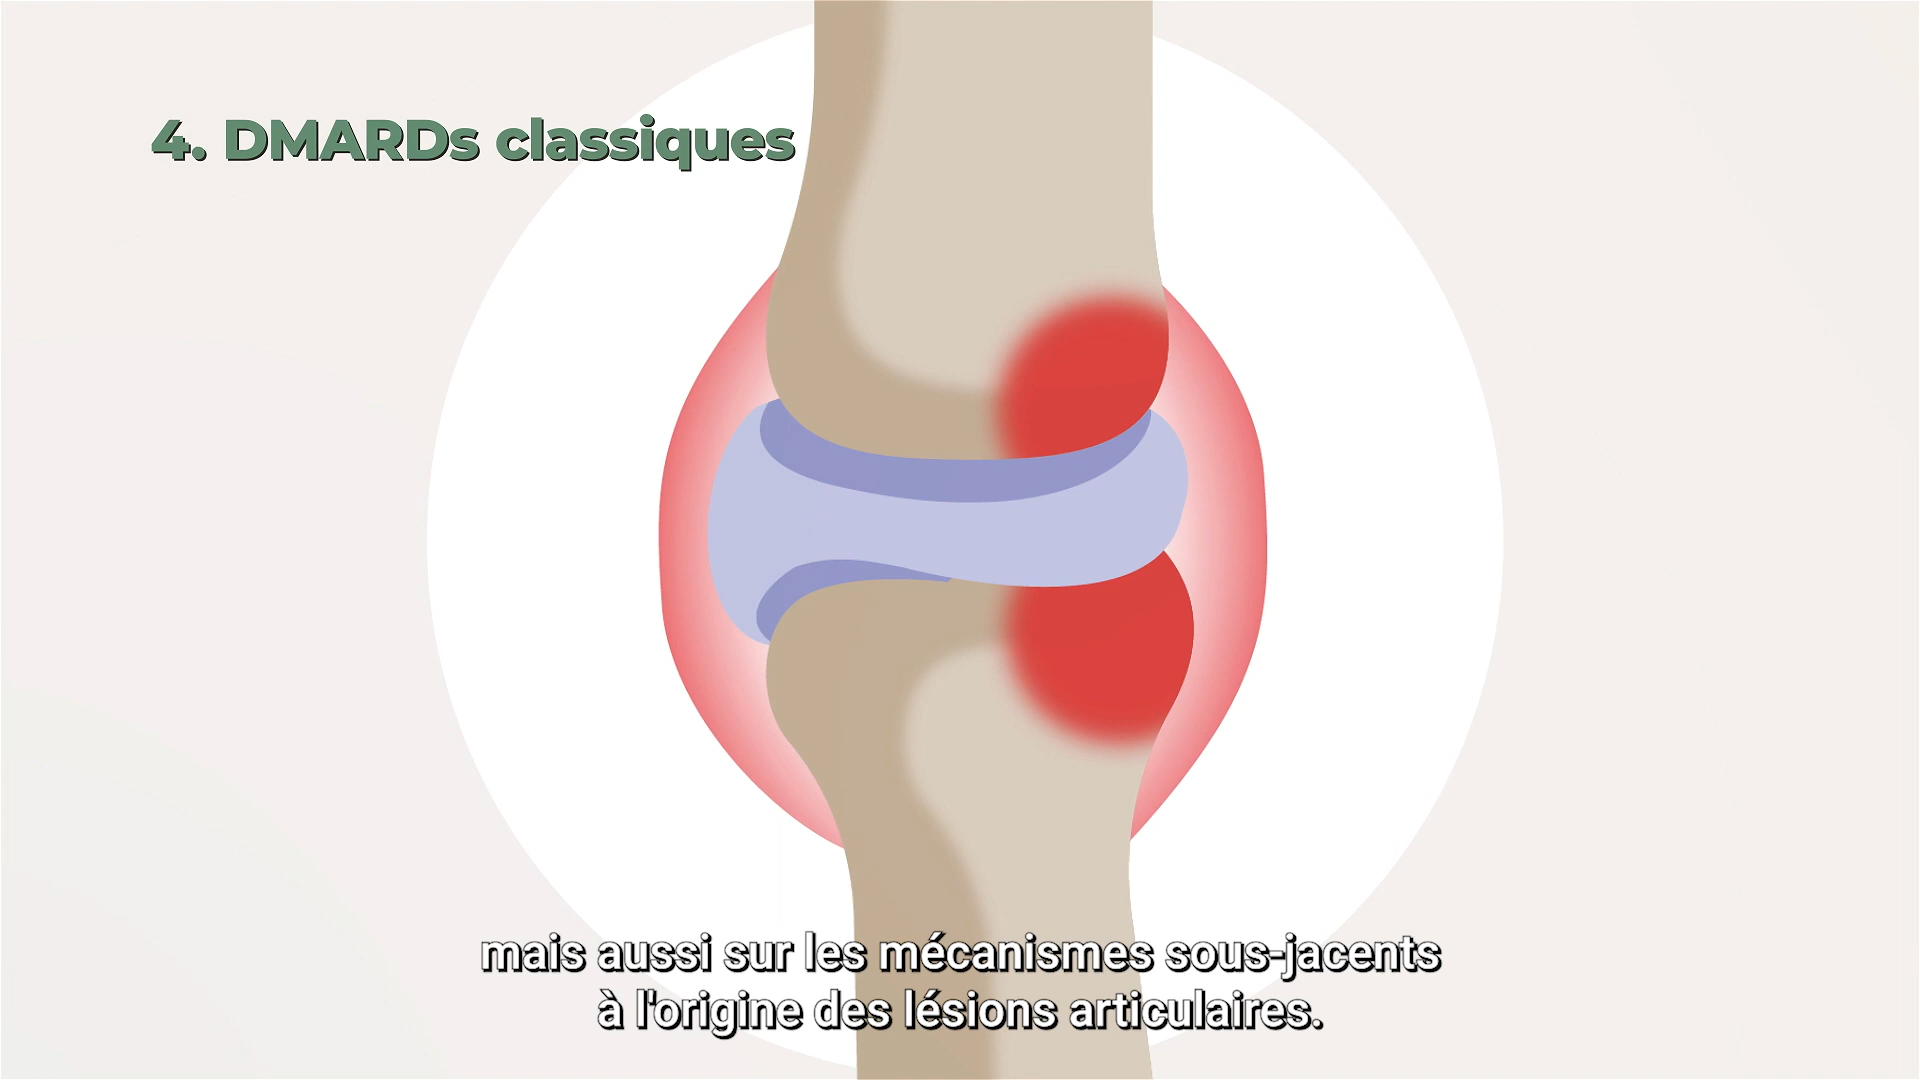 4. DMARDs classiques
mais aussi sur les mécanismes sous-jacents
à l'origine des lésions articulaires.